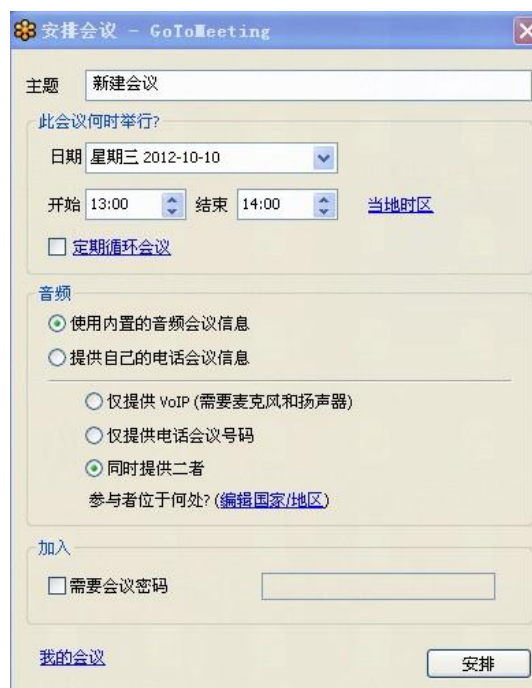 安排会议 - GoToMeeting
主题 新建会议
此会议何时举行?
日期 星期三 2012-10-10
开始 13:00 结束 14:00 当地时区
定期循环会议
音频
使用内置的音频会议信息
提供自己的电话会议信息
仅提供 VoIP (需要麦克风和扬声器)
仅提供电话会议号码
同时提供二者
参与者位于何处? (编辑国家/地区)
加入
需要会议密码
我的会议 安排